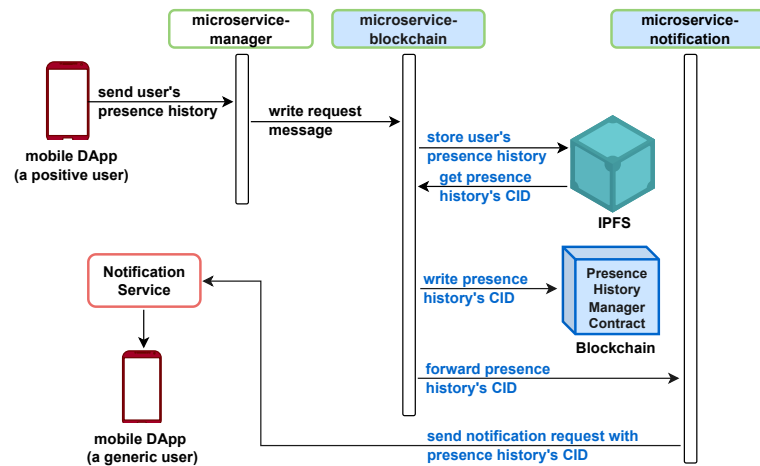 microservice-
manager
microservice-
blockchain
microservice-
notification
send user's
presence history
write request
message
mobile DApp
(a positive user)
store user's
presence history
get presence
history's CID
IPFS
Notification
Service
write presence
history's CID
Presence
History
Manager
Contract
Blockchain
forward presence
history's CID
mobile DApp
(a generic user)
send notification request with
presence history's CID